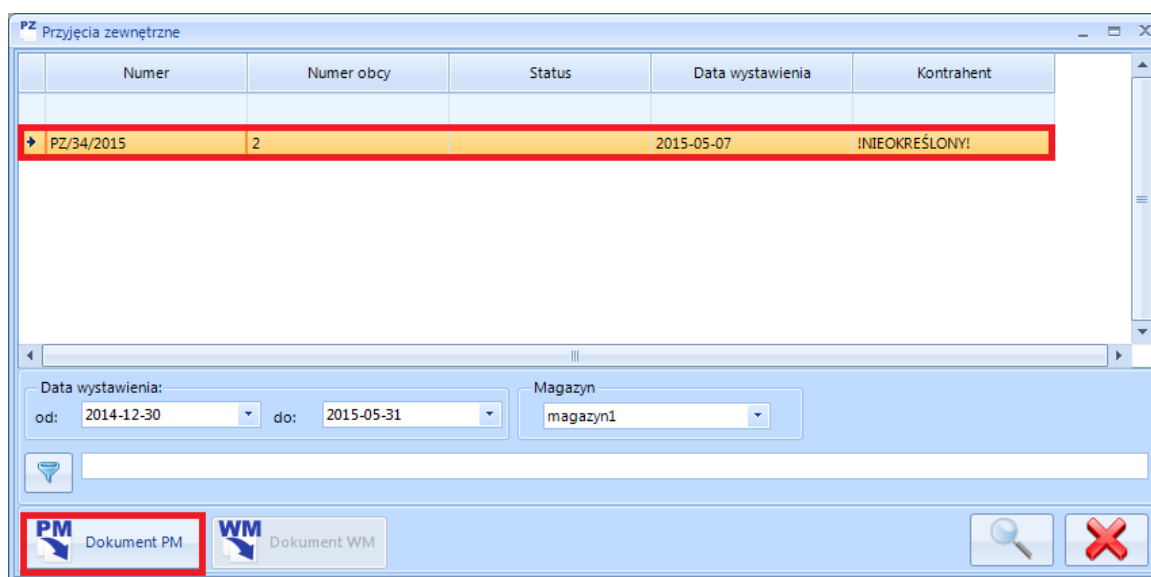 PZ Przyjęcia zewnętrzne
Numer Numer obcy Status Data wystawienia Kontrahent
PZ/34/2015 2 2015-05-07 !NIEOKREŚLONY!
Data wystawienia: Magazyn
od: 2014-12-30 do: 2015-05-31 magazyn1
PM Dokument PM WM Dokument WM